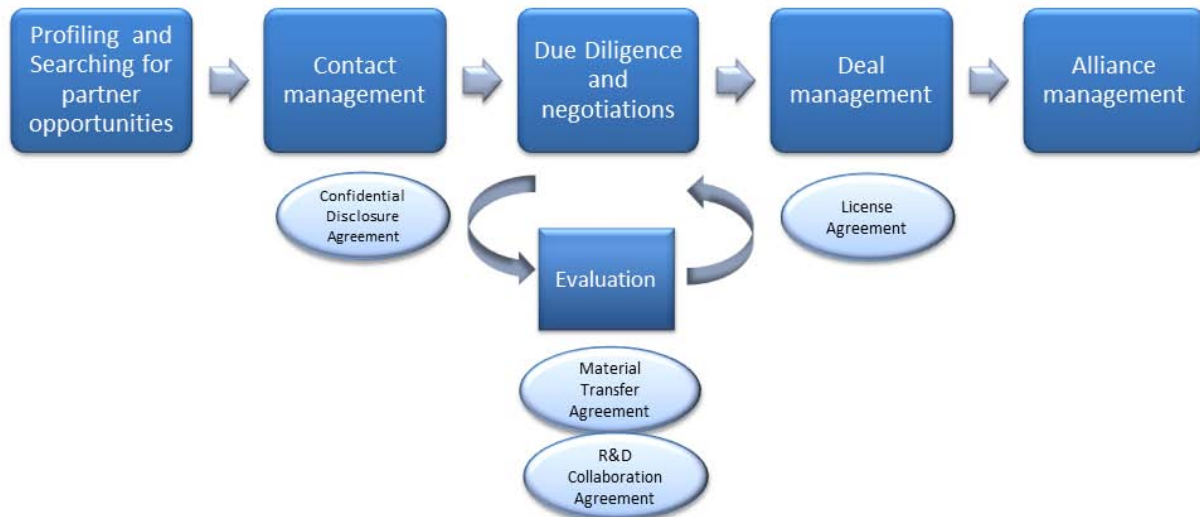 Profiling and
Searching for
partner
opportunities
Contact
management
Due Diligence
and
negotiations
Deal
management
Alliance
management
Confidential
Disclosure
Agreement
License
Agreement
Evaluation
Material
Transfer
Agreement
R&D
Collaboration
Agreement